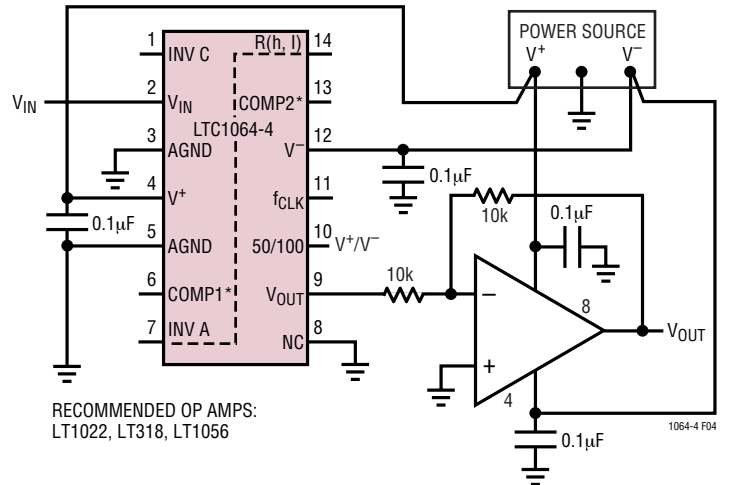 POWER SOURCE
V+ V–
1 INV C
R(h, I) 14
2 VIN
VIN
COMP2* 13
LTC1064-4
3 AGND
V– 12
0.1µF
4 V+
fCLK 11
10k
0.1µF
0.1µF
5 AGND
50/100 10 V+/V–
6 COMP1*
VOUT 9
10k
–
8
7 INV A
NC 8
VOUT
+
4
RECOMMENDED OP AMPS:
LT1022, LT318, LT1056
1064-4 F04
0.1µF